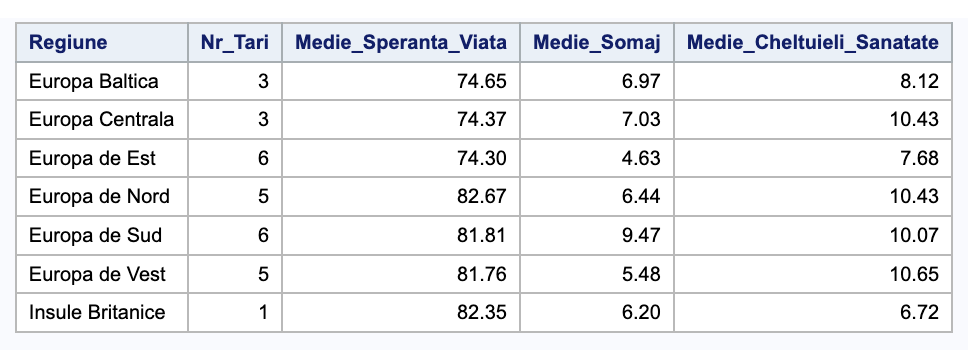 Regiune Nr_Tari Medie_Speranta_Viata Medie_Somaj Medie_Cheltuieli_Sanatate
Europa Baltica 3 74.65 6.97 8.12
Europa Centrala 3 74.37 7.03 10.43
Europa de Est 6 74.30 4.63 7.68
Europa de Nord 5 82.67 6.44 10.43
Europa de Sud 6 81.81 9.47 10.07
Europa de Vest 5 81.76 5.48 10.65
Insule Britanice 1 82.35 6.20 6.72